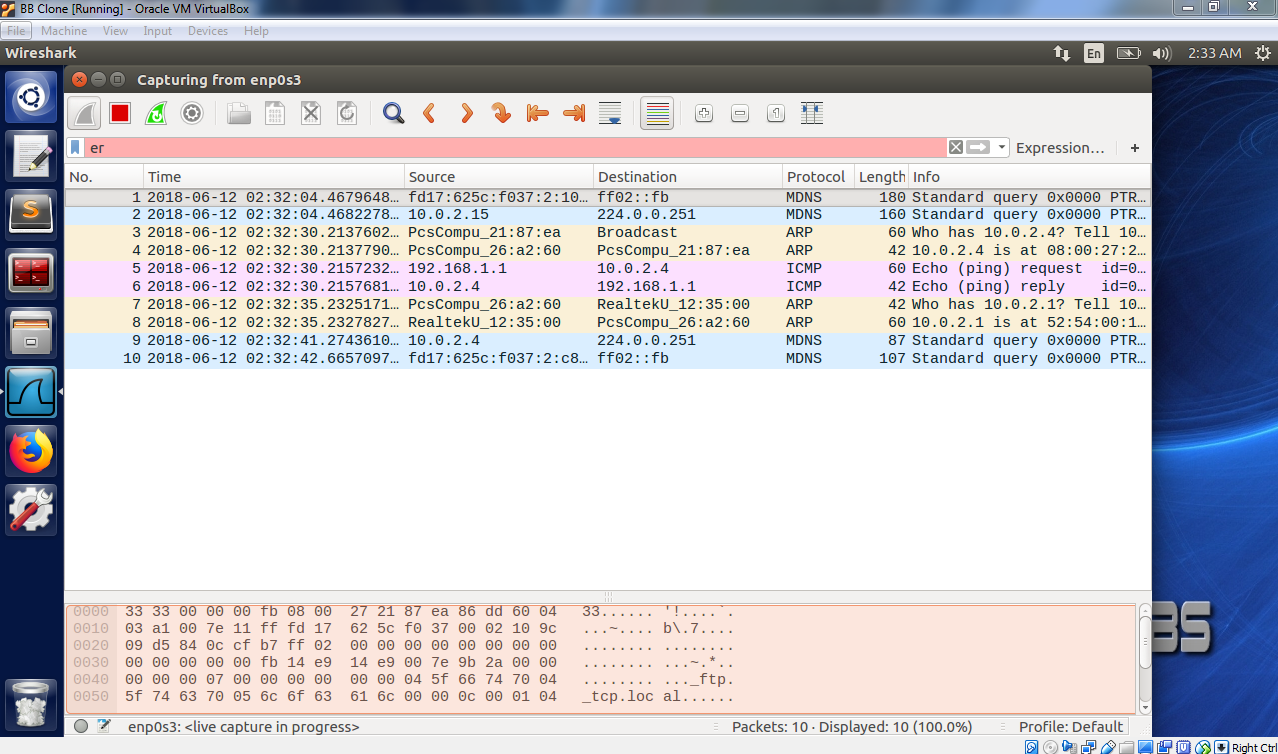 BB Clone [Running] - Oracle VM VirtualBox
File Machine View Input Devices Help
Wireshark En 2:33 AM
Capturing from enp0s3
er Expression… +
No. Time Source Destination Protocol Length Info
1 2018-06-12 02:32:04.4679648… fd17:625c:f037:2:10… ff02::fb MDNS 180 Standard query 0x0000 PTR…
2 2018-06-12 02:32:04.4682278… 10.0.2.15 224.0.0.251 MDNS 160 Standard query 0x0000 PTR…
3 2018-06-12 02:32:30.2137602… PcsCompu_21:87:ea Broadcast ARP 60 Who has 10.0.2.4? Tell 10…
4 2018-06-12 02:32:30.2137790… PcsCompu_26:a2:60 PcsCompu_21:87:ea ARP 42 10.0.2.4 is at 08:00:27:2…
5 2018-06-12 02:32:30.2157232… 192.168.1.1 10.0.2.4 ICMP 60 Echo (ping) request id=0…
6 2018-06-12 02:32:30.2157681… 10.0.2.4 192.168.1.1 ICMP 42 Echo (ping) reply id=0…
7 2018-06-12 02:32:35.2325171… PcsCompu_26:a2:60 RealtekU_12:35:00 ARP 42 Who has 10.0.2.1? Tell 10…
8 2018-06-12 02:32:35.2327827… RealtekU_12:35:00 PcsCompu_26:a2:60 ARP 60 10.0.2.1 is at 52:54:00:1…
9 2018-06-12 02:32:41.2743610… 10.0.2.4 224.0.0.251 MDNS 87 Standard query 0x0000 PTR…
10 2018-06-12 02:32:42.6657097… fd17:625c:f037:2:c8… ff02::fb MDNS 107 Standard query 0x0000 PTR…
0000 33 33 00 00 00 fb 08 00 27 21 87 ea 86 dd 60 04 33...... '!....`.
0010 03 a1 00 7e 11 ff fd 17 62 5c f0 37 00 02 10 9c ...~.... b\.7....
0020 09 d5 84 0c cf b7 ff 02 00 00 00 00 00 00 00 00 ........ ........
0030 00 00 00 00 00 fb 14 e9 14 e9 00 7e 9b 2a 00 00 ........ ...~.*..
0040 00 00 00 07 00 00 00 00 00 00 04 5f 66 74 70 04 ........ ..._ftp.
0050 5f 74 63 70 05 6c 6f 63 61 6c 00 00 0c 00 01 04 _tcp.loc al......
BS
enp0s3: <live capture in progress> Packets: 10 · Displayed: 10 (100.0%) Profile: Default
Right Ctrl